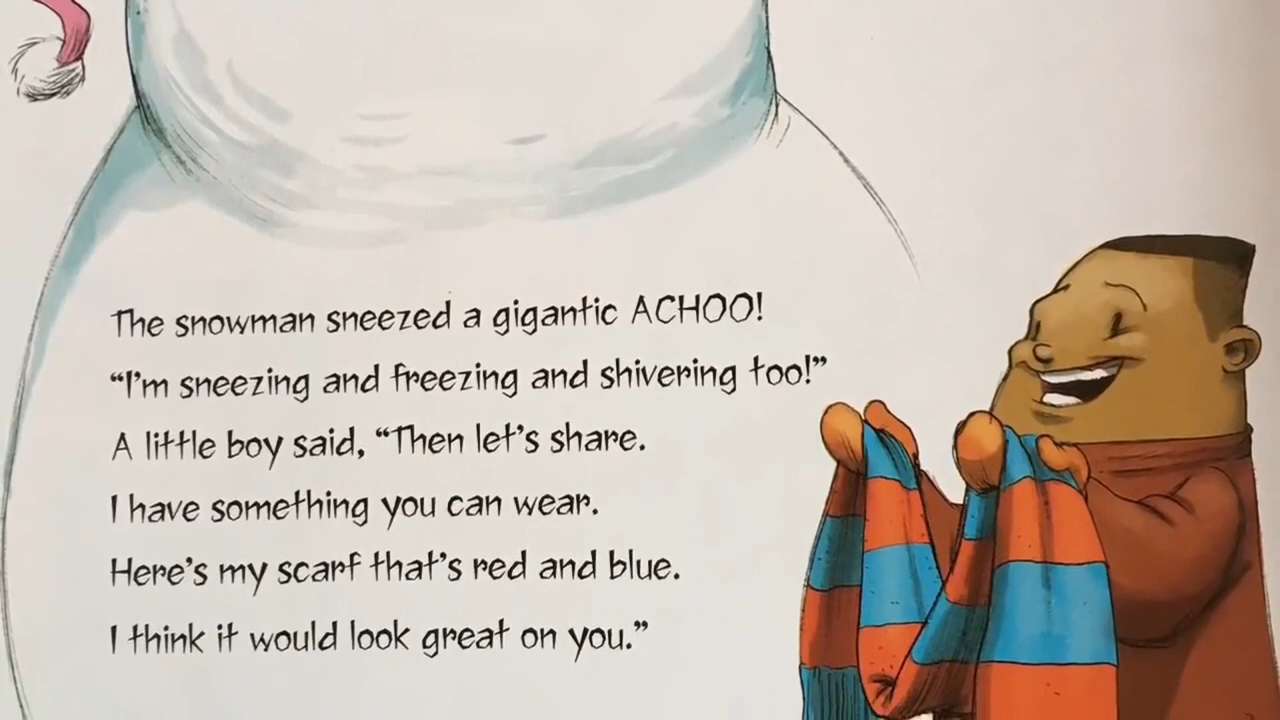 The snowman sneezed a gigantic ACHOO!
“I’m sneezing and freezing and shivering too!”
A little boy said, “Then let’s share.
I have something you can wear.
Here’s my scarf that’s red and blue.
I think it would look great on you.”